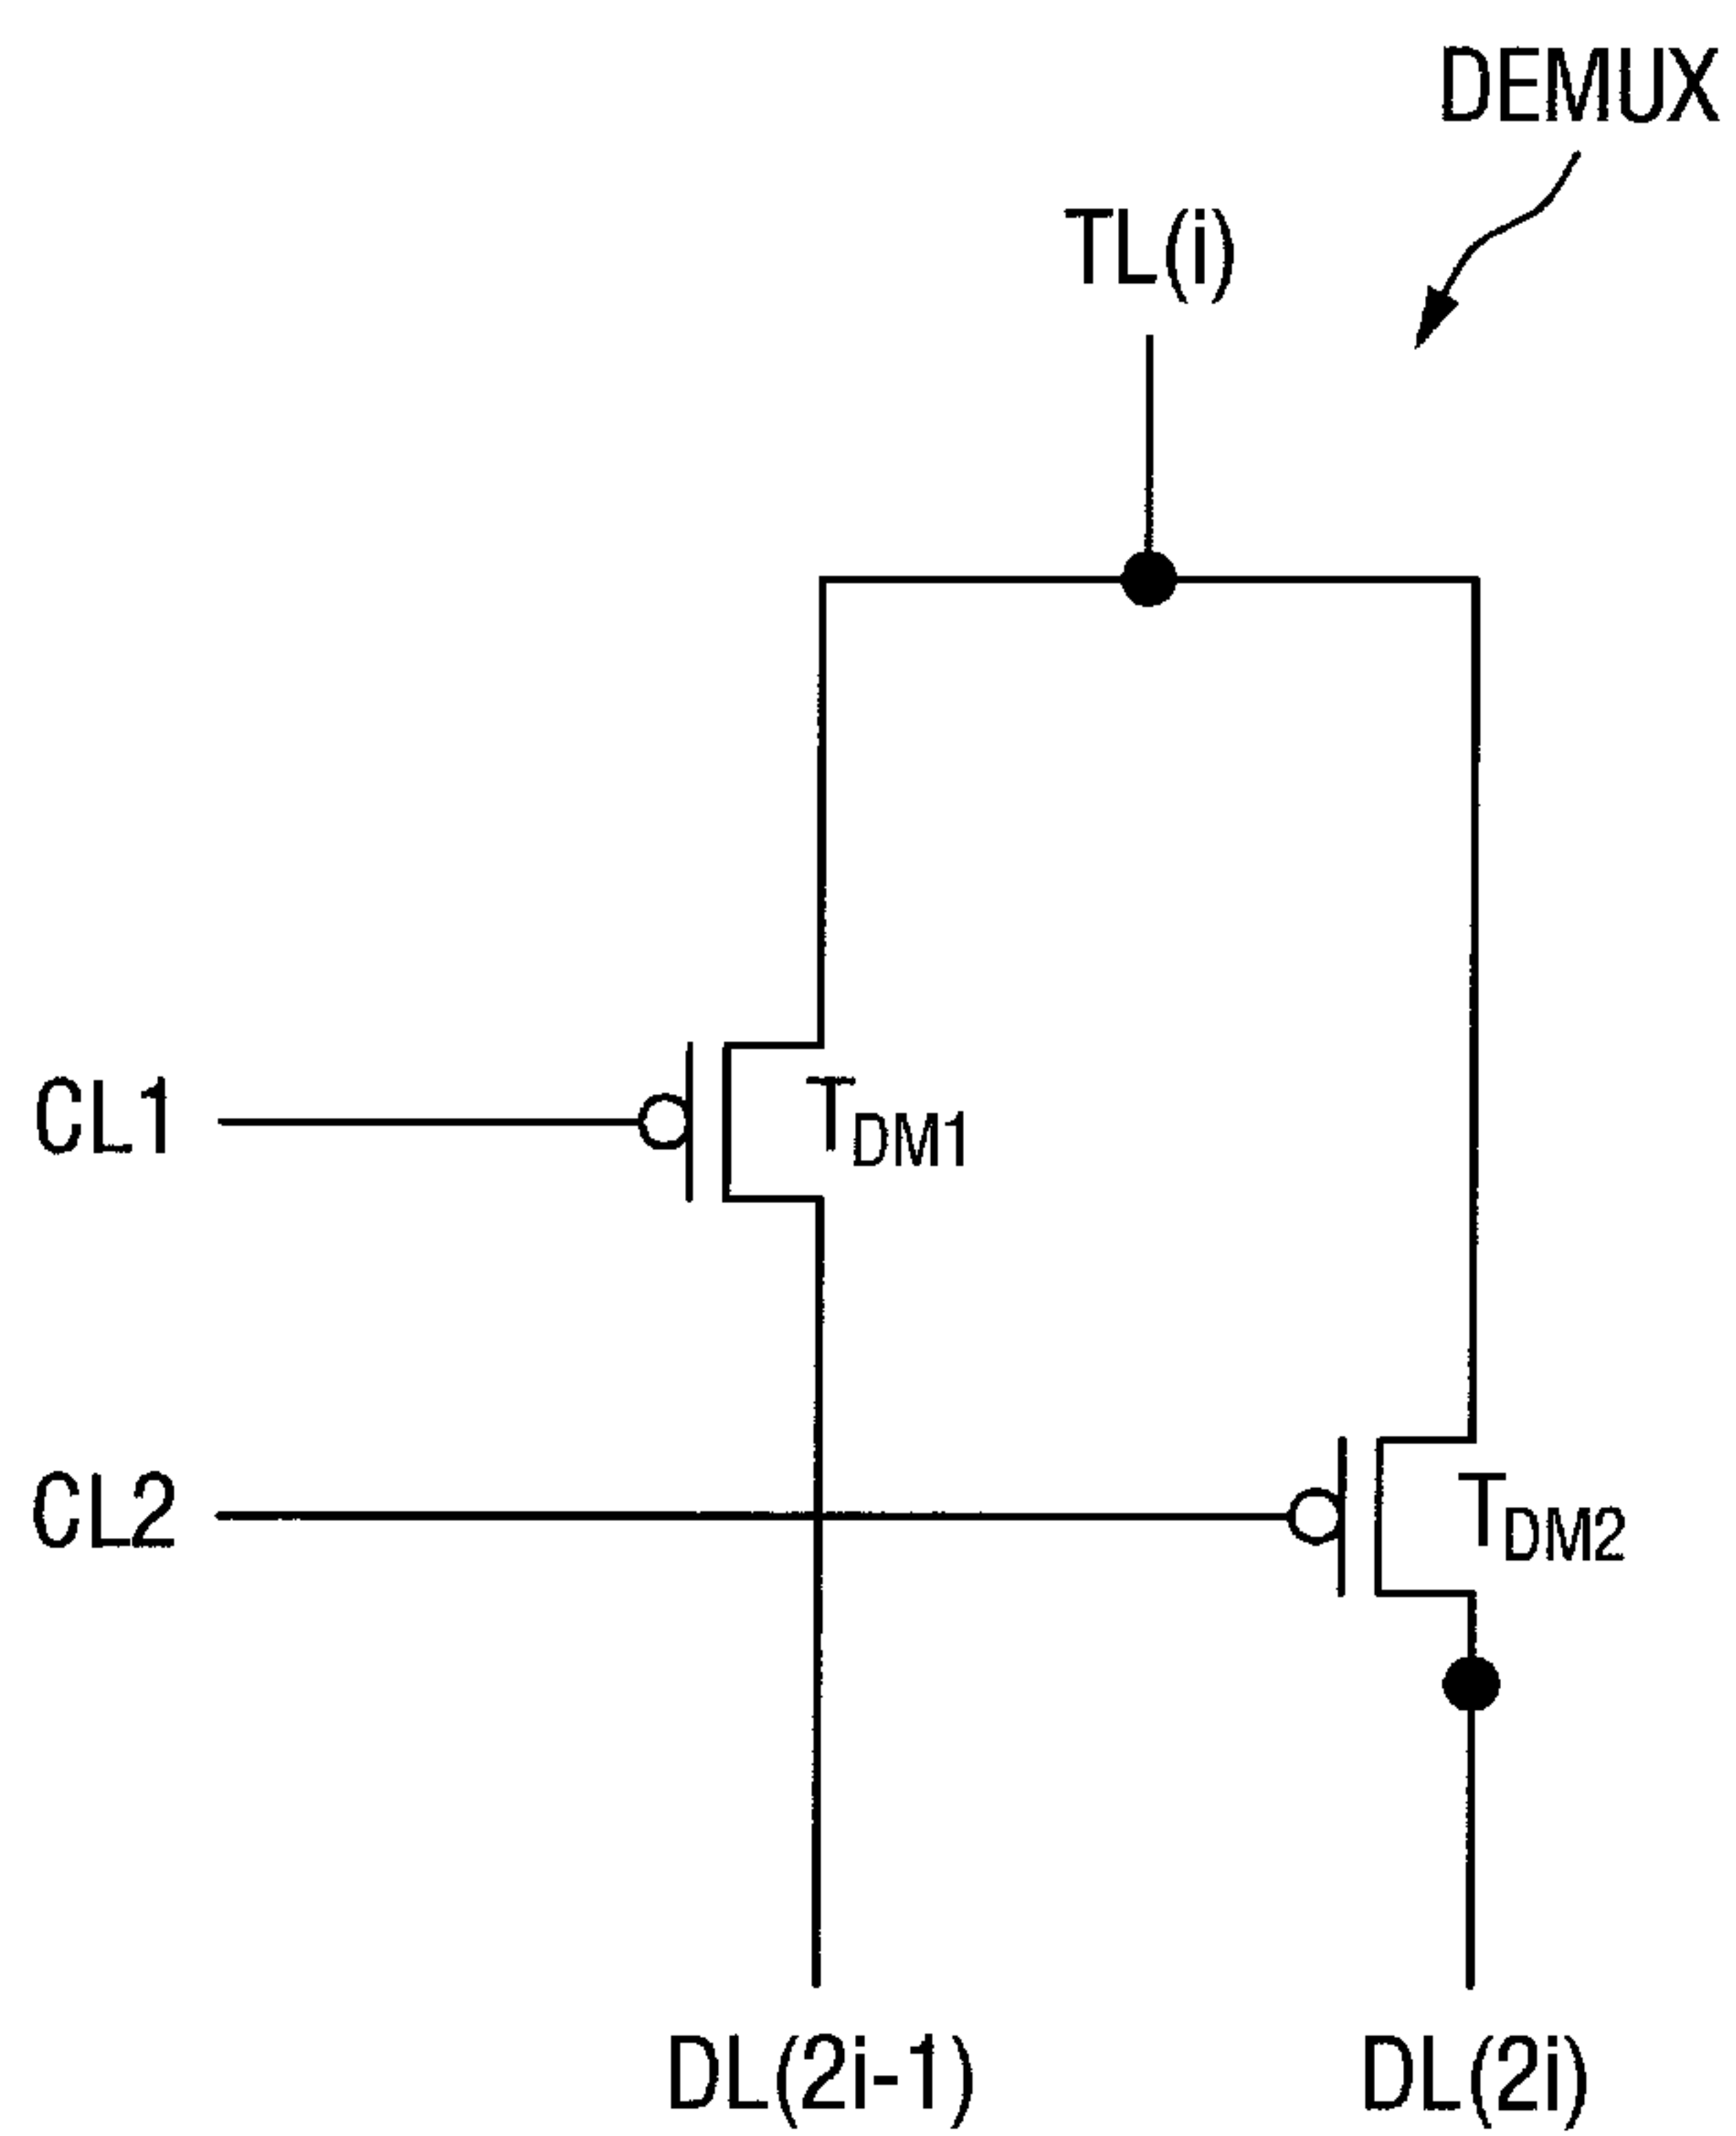 DEMUX
TL(i)
CL1
TDM1
CL2
TDM2
DL(2i-1)
DL(2i)